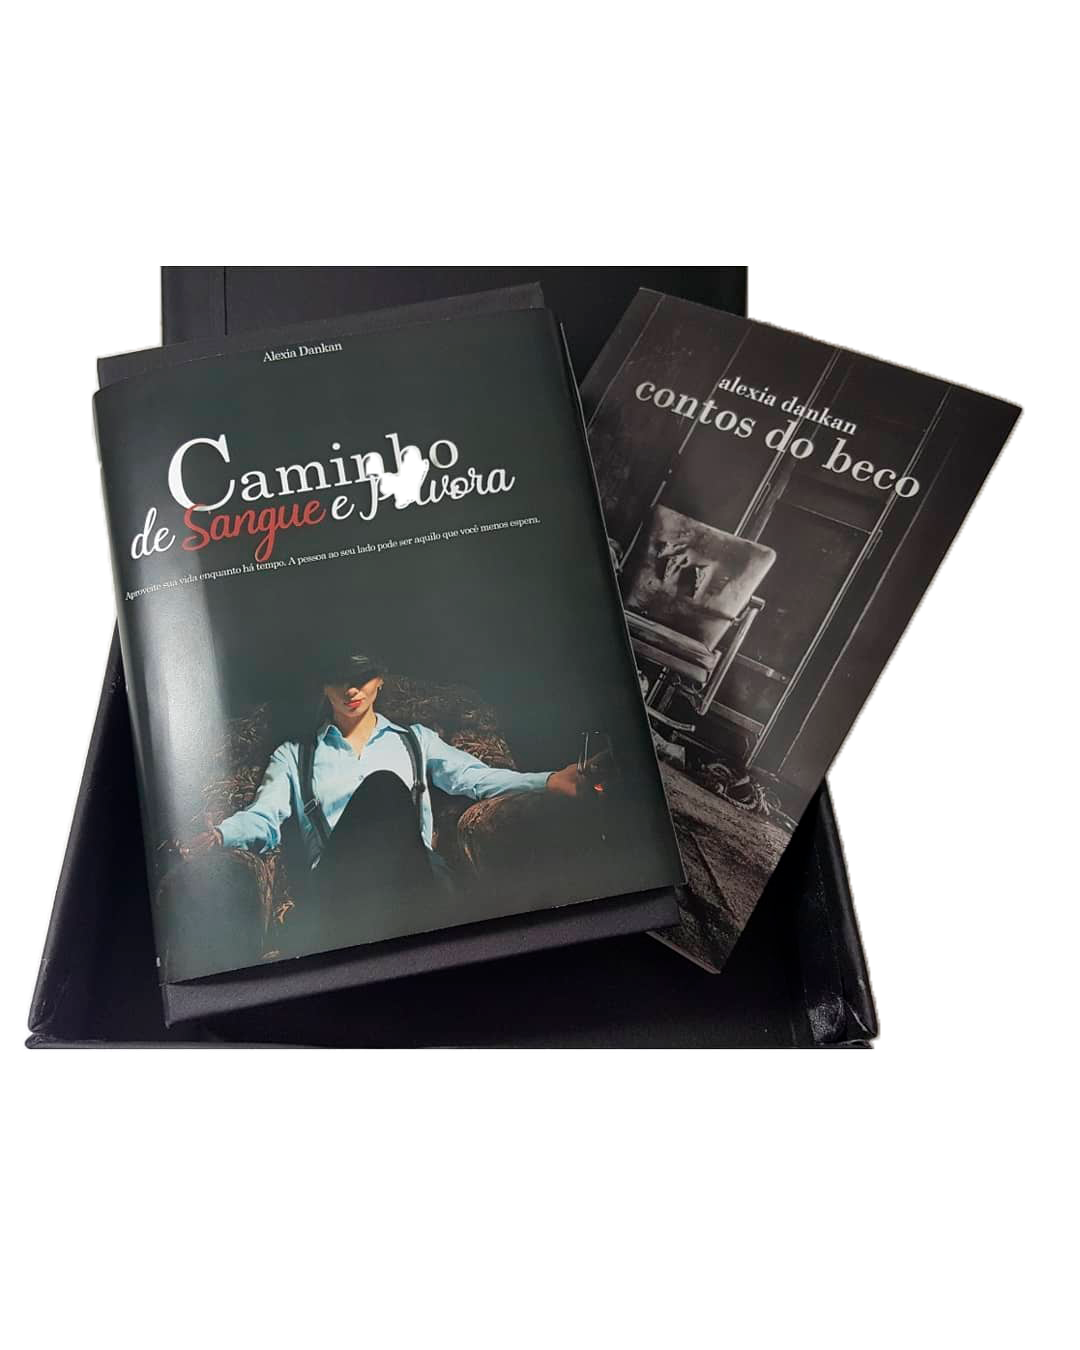 Alexia Dankan
Caminho
de Sangue e Pólvora
Aproveite sua vida enquanto há tempo. A pessoa ao seu lado pode ser aquilo que você menos espera.
alexia dankan
contos do beco